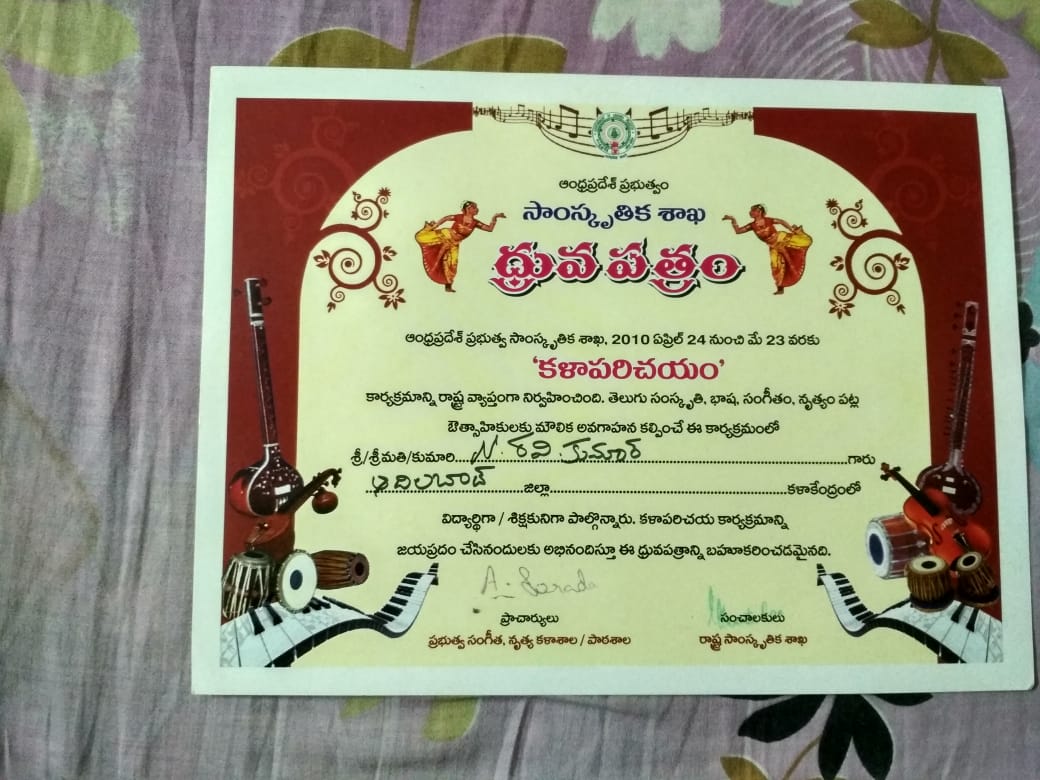 ఆంధ్రప్రదేశ్ ప్రభుత్వం
సాంస్కృతిక శాఖ
ధ్రువ పత్రం
ఆంధ్రప్రదేశ్ ప్రభుత్వ సాంస్కృతిక శాఖ, 2010 ఏప్రిల్ 24 నుంచి మే 23 వరకు
'కళాపరిచయం'
కార్యక్రమాన్ని రాష్ట్ర వ్యాప్తంగా నిర్వహించింది. తెలుగు సంస్కృతి, భాష, సంగీతం, నృత్యం పట్ల
ఔత్సాహికులకు మౌలిక అవగాహన కల్పించే ఈ కార్యక్రమంలో
శ్రీ/శ్రీమతి/కుమారి...N. రవి కుమార్...గారు
ఆదిలబాద్...జిల్లా...కళాకేంద్రంలో
విద్యార్థిగా / శిక్షకునిగా పాల్గొన్నారు. కళాపరిచయ కార్యక్రమాన్ని
జయప్రదం చేసినందులకు అభినందిస్తూ ఈ ధ్రువపత్రాన్ని బహూకరించడమైనది.
A. Sarada
ప్రాచార్యులు సంచాలకులు
ప్రభుత్వ సంగీత, నృత్య కళాశాల / పాఠశాల రాష్ట్ర సాంస్కృతిక శాఖ